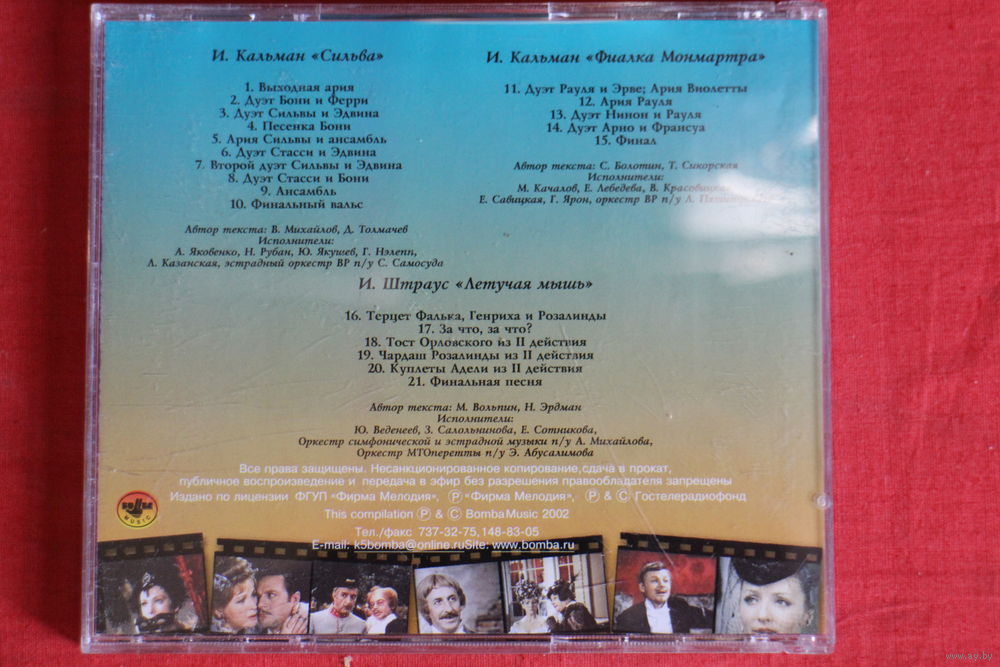 И. Кальман «Сильва»
1. Выходная ария
2. Дуэт Бони и Ферри
3. Дуэт Сильвы и Эдвина
4. Песенка Бони
5. Ария Сильвы и ансамбль
6. Дуэт Стасси и Эдвина
7. Второй дуэт Сильвы и Эдвина
8. Дуэт Стасси и Бони
9. Ансамбль
10. Финальный вальс
Автор текста: В. Михайлов, Д. Толмачев
Исполнители:
А. Яковенко, Н. Рубан, Ю. Якушев, Г. Нэлепп,
Л. Казанская, эстрадный оркестр ВР п/у С. Самосуда
И. Кальман «Фиалка Монмартра»
11. Дуэт Рауля и Эрве; Ария Виолетты
12. Ария Рауля
13. Дуэт Нинон и Рауля
14. Дуэт Арно и Франсуа
15. Финал
Автор текста: С. Болотин, Т. Сикорская
Исполнители:
М. Качалов, Е. Лебедева, В. Красовицкая
Е. Савицкая, Г. Ярон, оркестр ВР п/у Л.
И. Штраус «Летучая мышь»
16. Терцет Фалька, Генриха и Розалинды
17. За что, за что?
18. Тост Орловского из II действия
19. Чардаш Розалинды из II действия
20. Куплеты Адели из II действия
21. Финальная песня
Автор текста: М. Вольпин, Н. Эрдман
Исполнители:
Ю. Веденеев, З. Салольнинова, Е. Сотникова,
Оркестр симфонической и эстрадной музыки п/у А. Михайлова,
Оркестр МТОперетты п/у Э. Абусалимова
Все права защищены. Несанкционированное копирование,сдача в прокат,
публичное воспроизведение и передача в эфир без разрешения правообладателя запрещены
Издано по лицензии ФГУП «Фирма Мелодия», Ⓟ «Фирма Мелодия», Ⓟ & © Гостелерадиофонд
This compilation Ⓟ & © BombaMusic 2002
Тел./факс 737-32-75,148-83-05
E-mail: k5bomba@online.ruSite: www.bomba.ru
BOMBA
MUSIC
www.ay.by